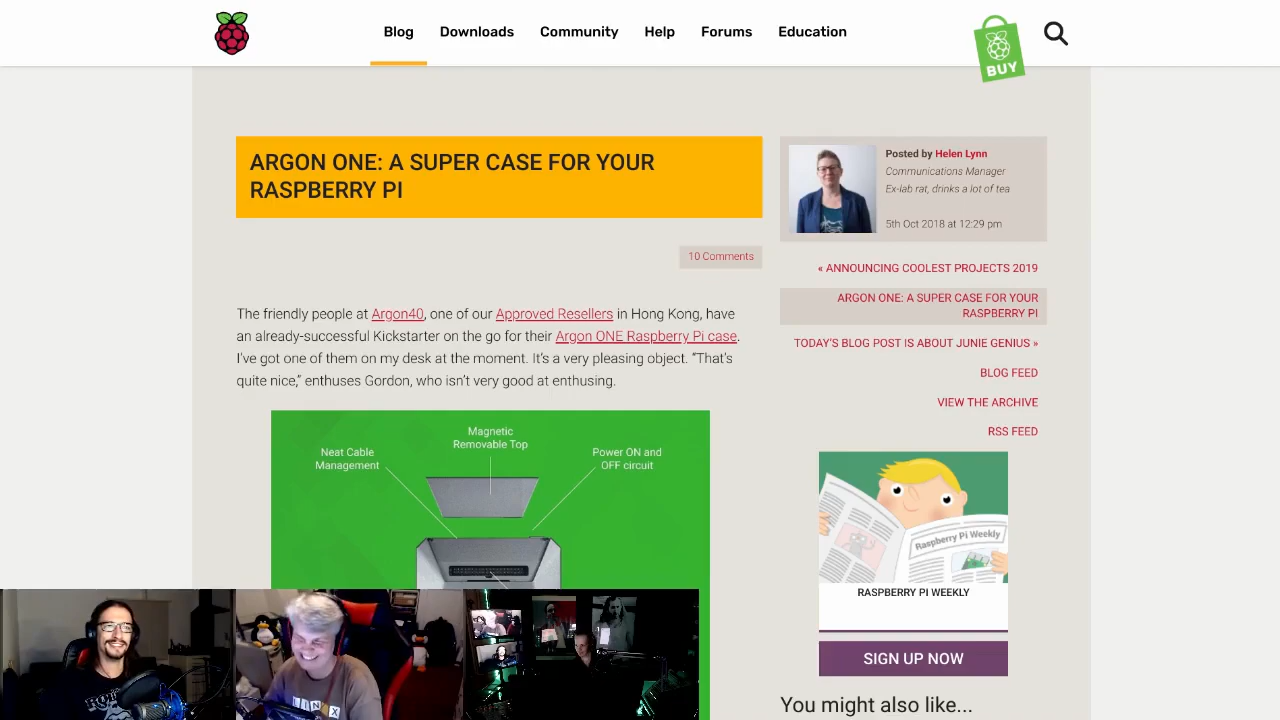 Blog Downloads Community Help Forums Education
BUY
ARGON ONE: A SUPER CASE FOR YOUR
RASPBERRY PI
10 Comments
The friendly people at Argon40, one of our Approved Resellers in Hong Kong, have
an already-successful Kickstarter on the go for their Argon ONE Raspberry Pi case.
I've got one of them on my desk at the moment. It's a very pleasing object. “That's
quite nice,” enthuses Gordon, who isn't very good at enthusing.
Magnetic
Removable Top
Neat Cable
Management
Power ON and
OFF circuit
Posted by Helen Lynn
Communications Manager
Ex-lab rat, drinks a lot of tea
5th Oct 2018 at 12:29 pm
« ANNOUNCING COOLEST PROJECTS 2019
ARGON ONE: A SUPER CASE FOR YOUR
RASPBERRY PI
TODAY'S BLOG POST IS ABOUT JUNIE GENIUS »
BLOG FEED
VIEW THE ARCHIVE
RSS FEED
Raspberry Pi Weekly
RASPBERRY PI WEEKLY
SIGN UP NOW
You might also like...
LINUX